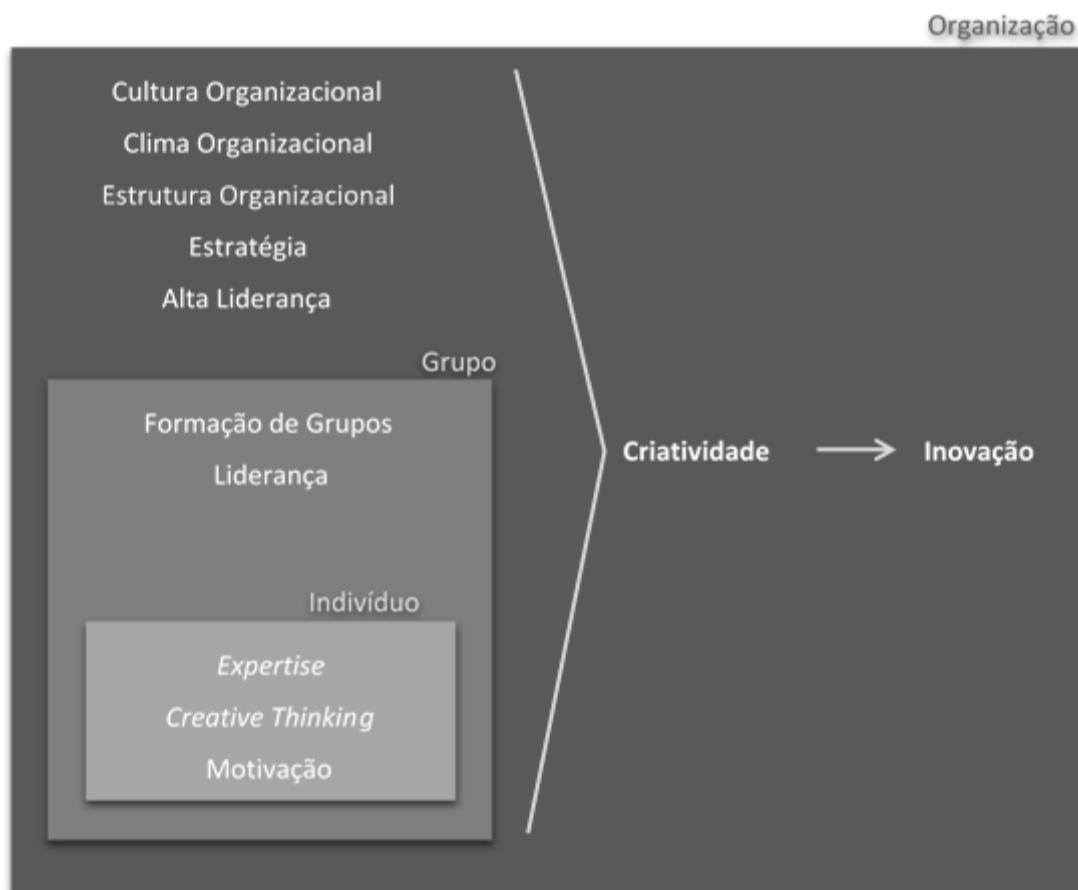 Organização
Cultura Organizacional
Clima Organizacional
Estrutura Organizacional
Estratégia
Alta Liderança
Grupo
Formação de Grupos
Liderança
Criatividade → Inovação
Indivíduo
Expertise
Creative Thinking
Motivação